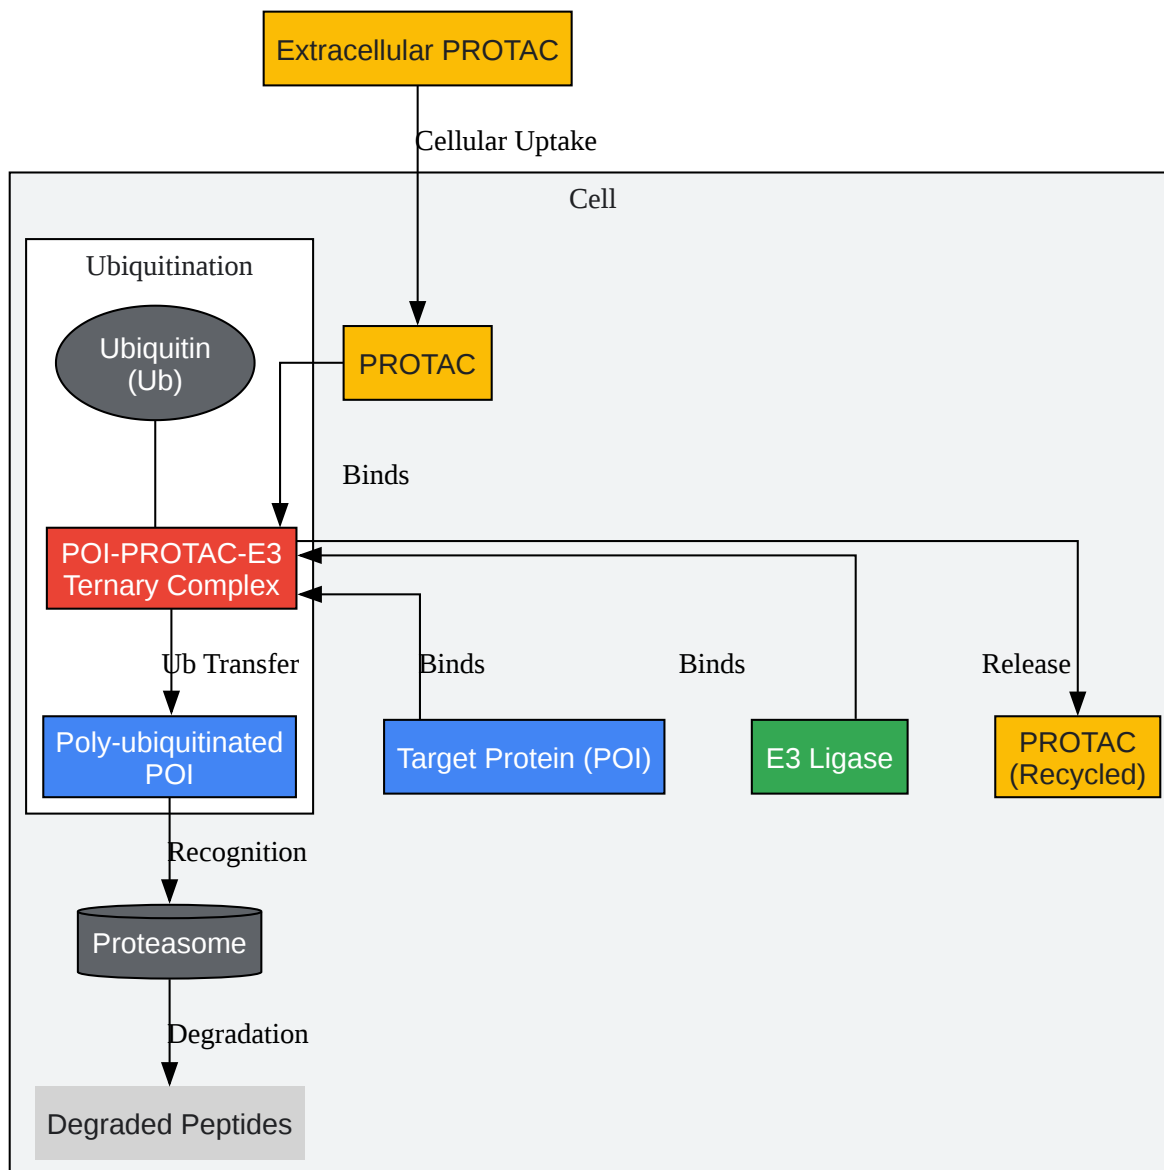 Extracellular PROTAC
Cellular Uptake
Cell
Ubiquitination
Ubiquitin
(Ub)
PROTAC
Binds
POI-PROTAC-E3
Ternary Complex
Ub Transfer
Binds
Binds
Release
Poly-ubiquitinated
POI
Target Protein (POI)
E3 Ligase
PROTAC
(Recycled)
Recognition
Proteasome
Degradation
Degraded Peptides